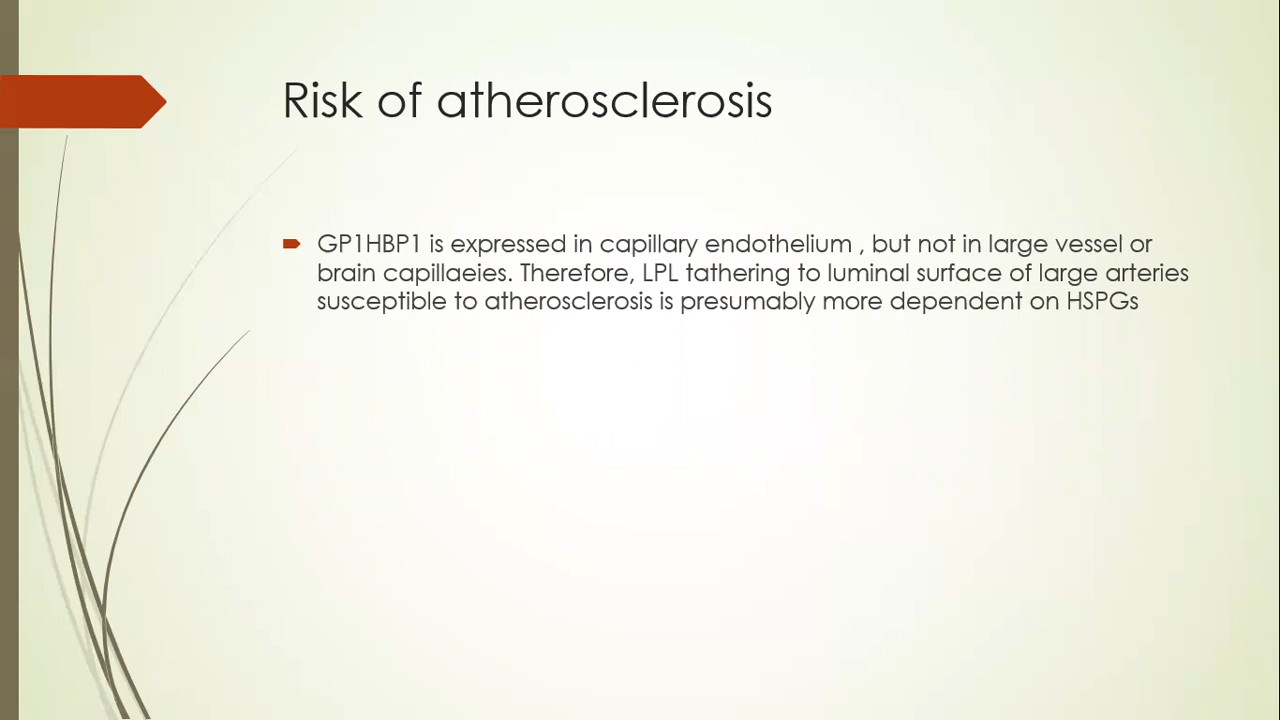 Risk of atherosclerosis
GP1HBP1 is expressed in capillary endothelium , but not in large vessel or
brain capillaeies. Therefore, LPL tathering to luminal surface of large arteries
susceptible to atherosclerosis is presumably more dependent on HSPGs